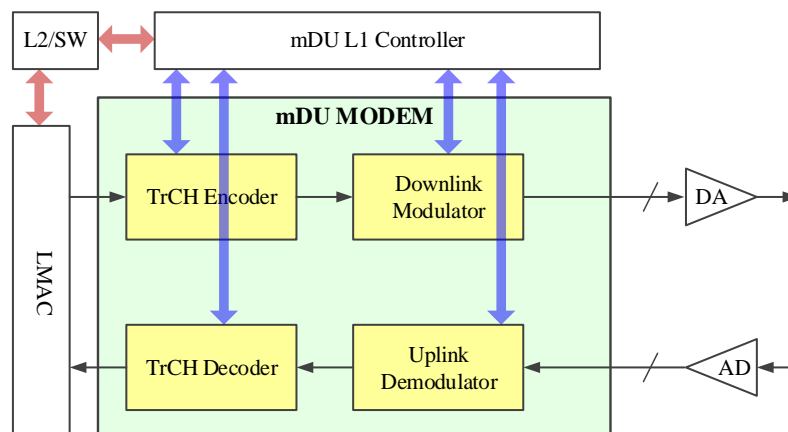 L2/SW
mDU L1 Controller
mDU MODEM
TrCH Encoder
Downlink
Modulator
DA
LMAC
TrCH Decoder
Uplink
Demodulator
AD